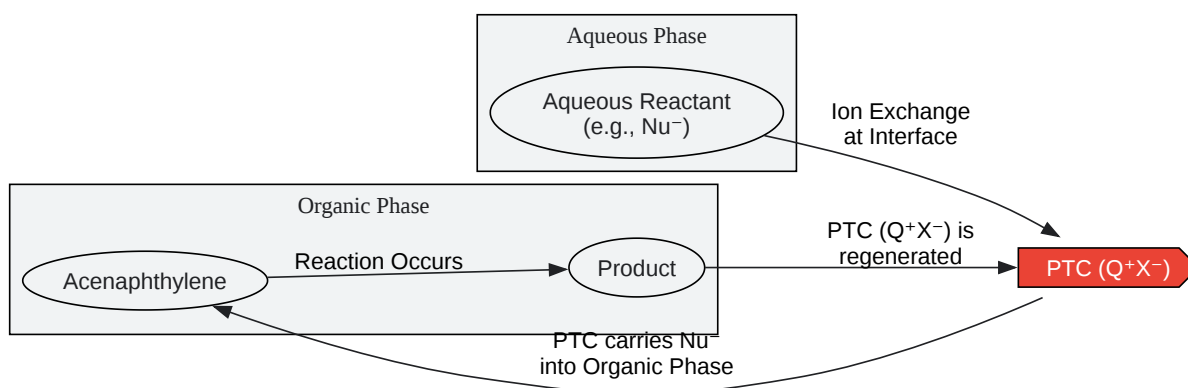 Aqueous Phase
Aqueous Reactant
(e.g., Nu⁻)
Ion Exchange
at Interface
Organic Phase
Acenaphthylene
Reaction Occurs
Product
PTC (Q⁺X⁻) is
regenerated
PTC (Q⁺X⁻)
PTC carries Nu⁻
into Organic Phase